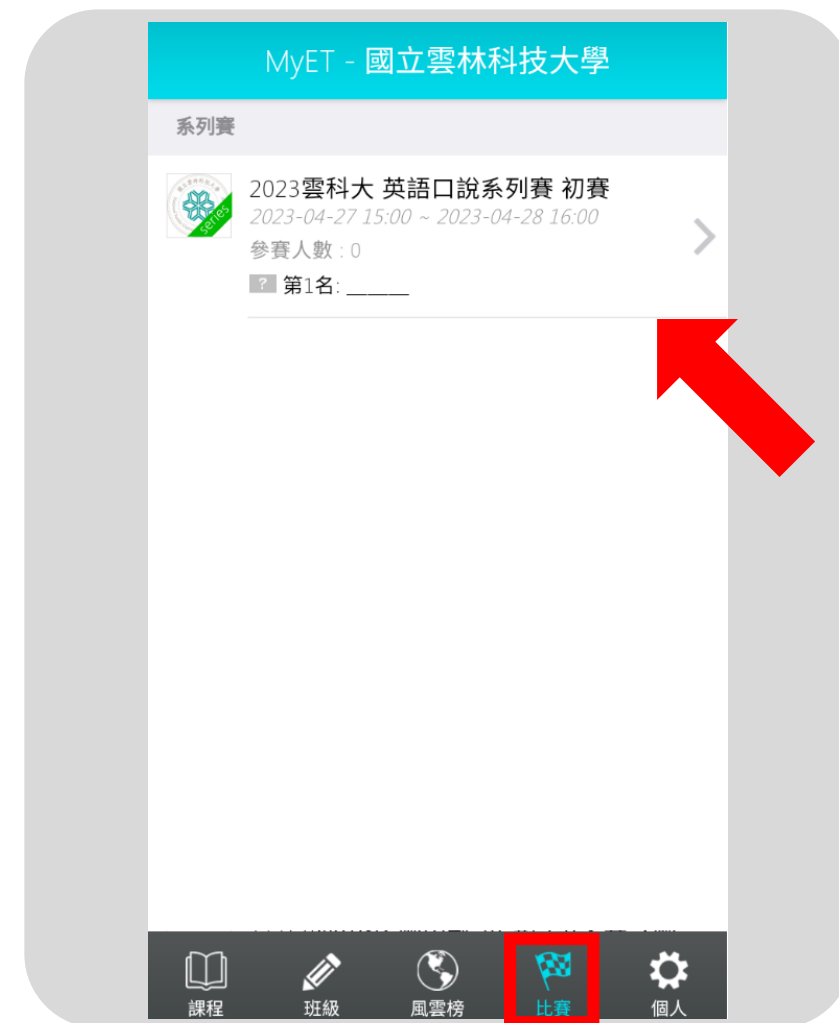 MyET - 國立雲林科技大學
系列賽
series
2023雲科大 英語口說系列賽 初賽
2023-04-27 15:00 ~ 2023-04-28 16:00
參賽人數 : 0
? 第1名: ______
課程 班級 風雲榜 比賽 個人